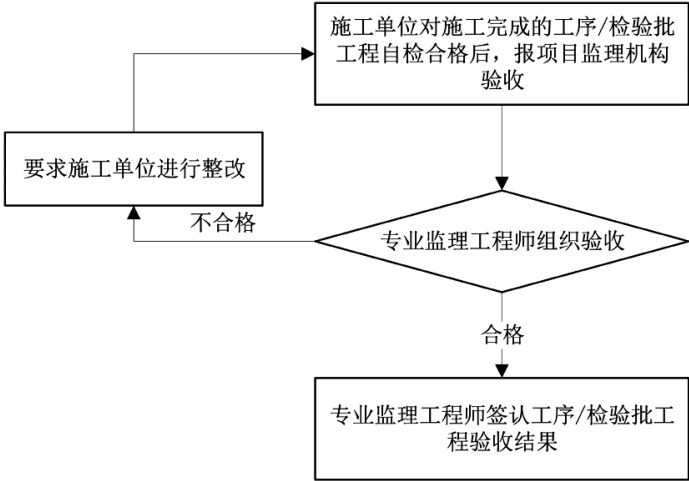 施工单位对施工完成的工序/检验批
工程自检合格后，报项目监理机构
验收
要求施工单位进行整改
不合格
专业监理工程师组织验收
合格
专业监理工程师签认工序/检验批工
程验收结果